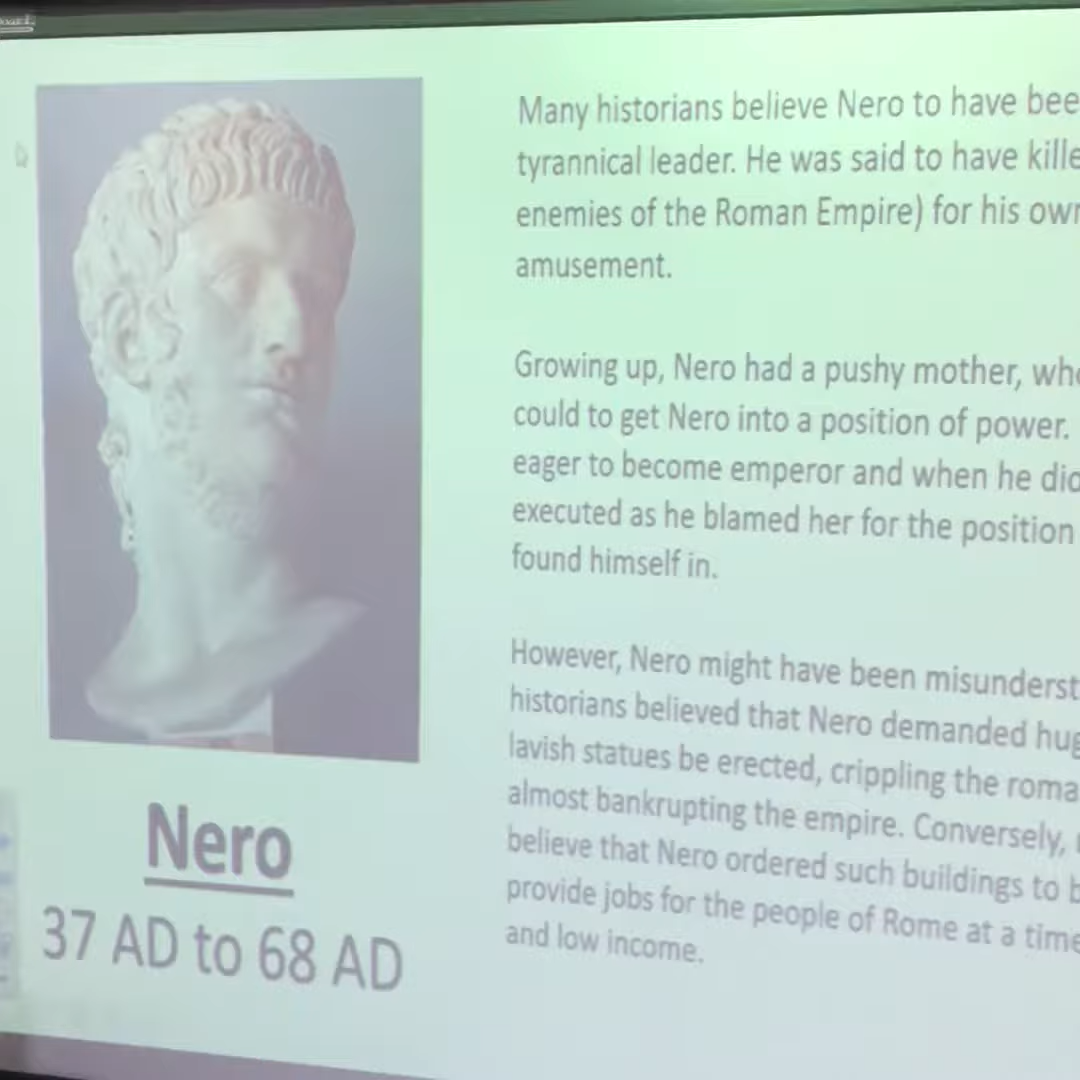 Nero
37 AD to 68 AD
Many historians believe Nero to have bee
tyrannical leader. He was said to have kille
enemies of the Roman Empire) for his own
amusement.
Growing up, Nero had a pushy mother, who
could to get Nero into a position of power.
eager to become emperor and when he did
executed as he blamed her for the position
found himself in.
However, Nero might have been misunderst
historians believed that Nero demanded hug
lavish statues be erected, crippling the roma
almost bankrupting the empire. Conversely,
believe that Nero ordered such buildings to b
provide jobs for the people of Rome at a time
and low income.